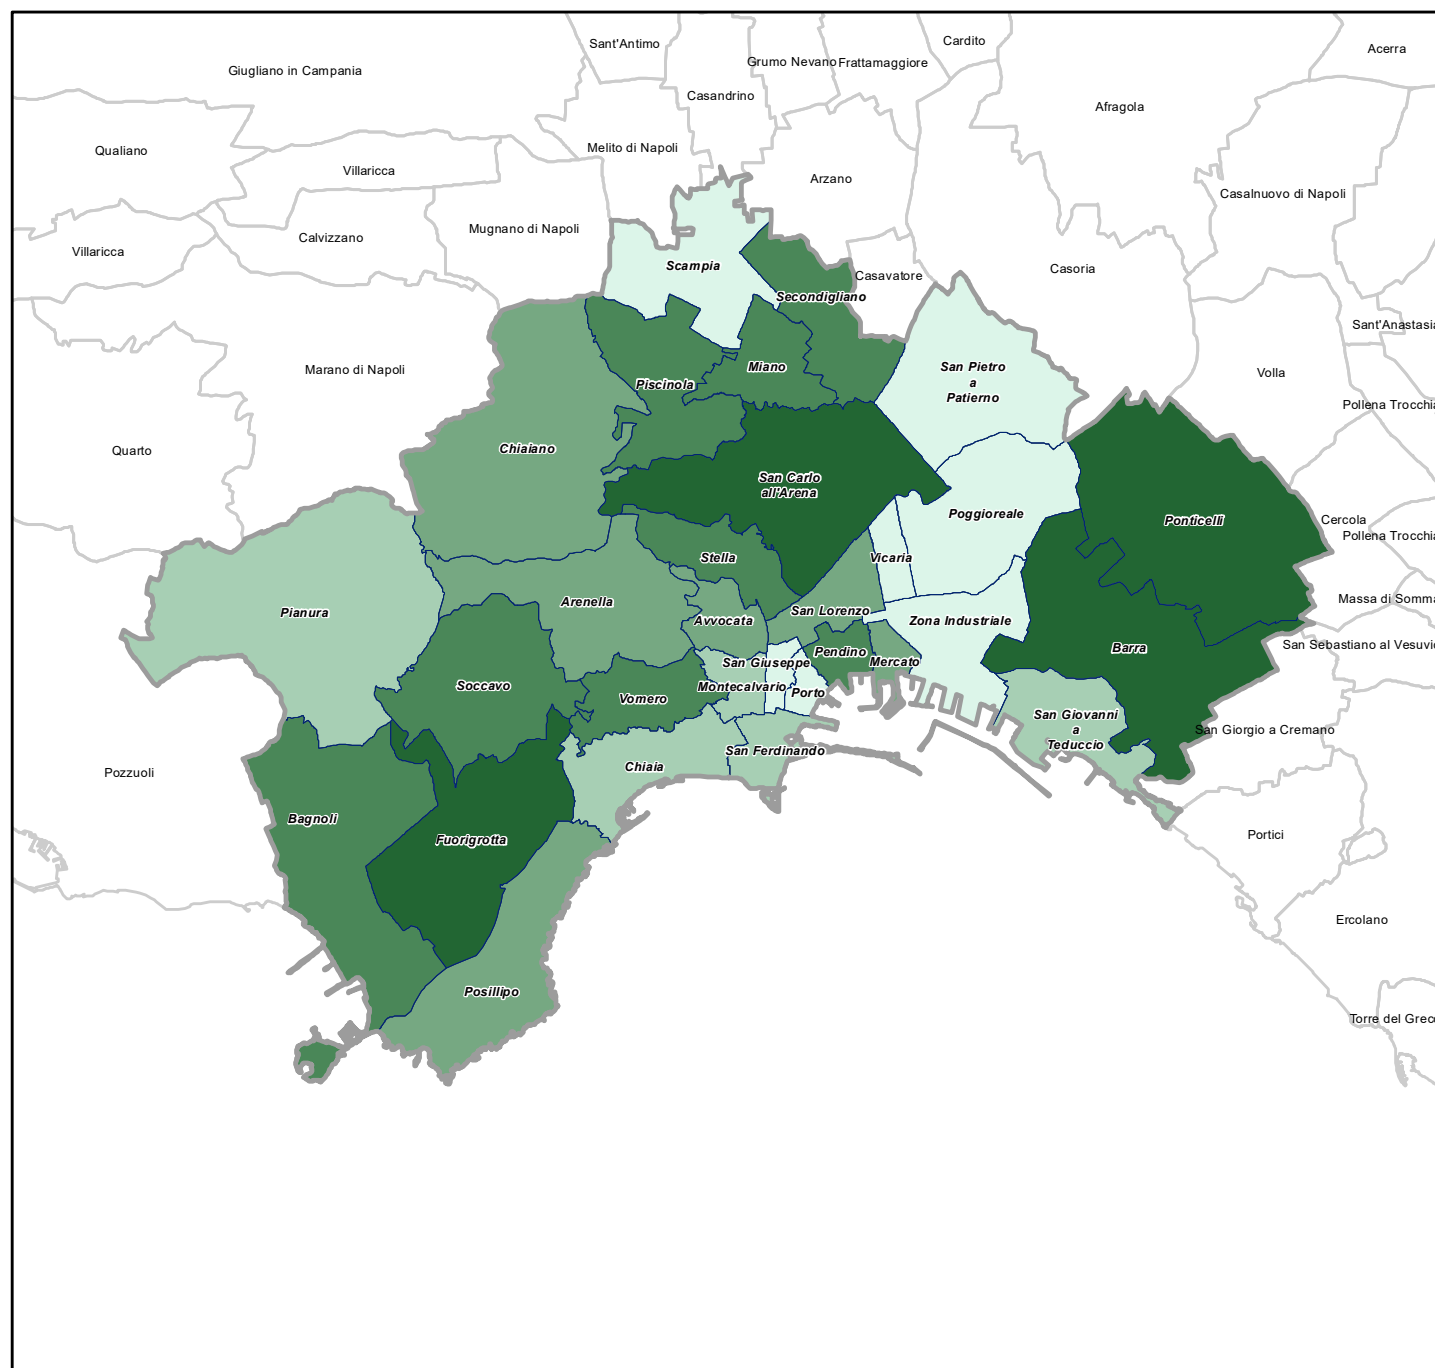 Sant'Antimo
Cardito
Acerra
Giugliano in Campania
Grumo Nevano
Frattamaggiore
Casandrino
Afragola
Qualiano
Melito di Napoli
Villaricca
Arzano
Casalnuovo di Napoli
Mugnano di Napoli
Calvizzano
Villaricca
Scampia
Casavatore
Casoria
Secondigliano
Sant'Anastasia
Marano di Napoli
Miano
San Pietro
a
Patierno
Volla
Piscinola
Pollena Trocchia
Quarto
Chiaiano
San Carlo
all'Arena
Poggioreale
Ponticelli
Cercola
Pollena Trocchia
Stella
Vicaria
Massa di Somma
Pianura
Arenella
Avvocata
San Lorenzo
Zona Industriale
San Sebastiano al Vesuvio
Barra
Pendino
Mercato
San Giuseppe
Soccavo
Montecalvario
Porto
Vomero
San Giovanni
a
Teduccio
San Giorgio a Cremano
San Ferdinando
Pozzuoli
Chiaia
Bagnoli
Fuorigrotta
Portici
Ercolano
Posillipo
Torre del Greco